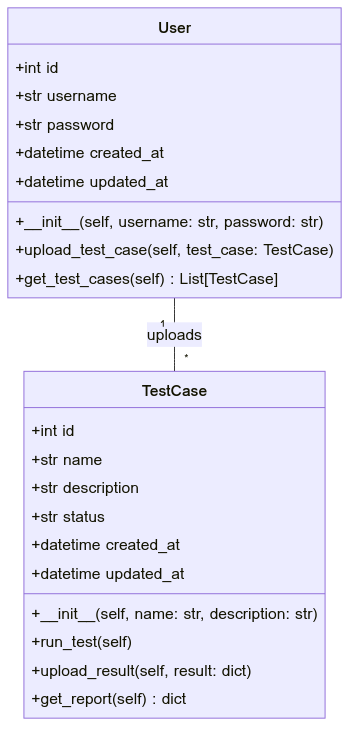 User
+int id
+str username
+str password
+datetime created_at
+datetime updated_at
+__init__(self, username: str, password: str)
+upload_test_case(self, test_case: TestCase)
+get_test_cases(self) : List[TestCase]
1
uploads
*
TestCase
+int id
+str name
+str description
+str status
+datetime created_at
+datetime updated_at
+__init__(self, name: str, description: str)
+run_test(self)
+upload_result(self, result: dict)
+get_report(self) : dict